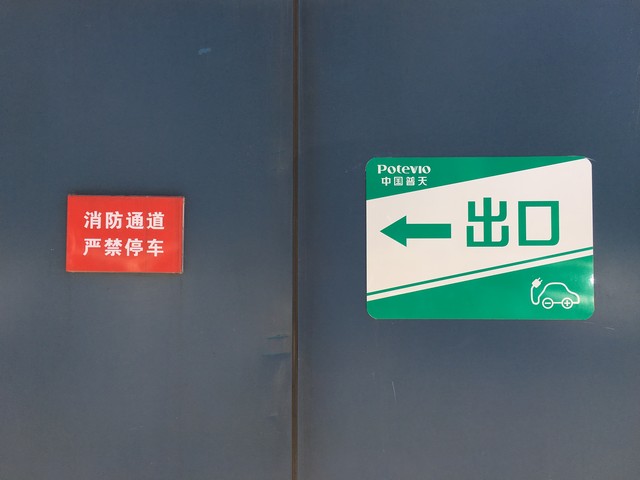 消防通道
严禁停车
Potevio
中国普天
出口